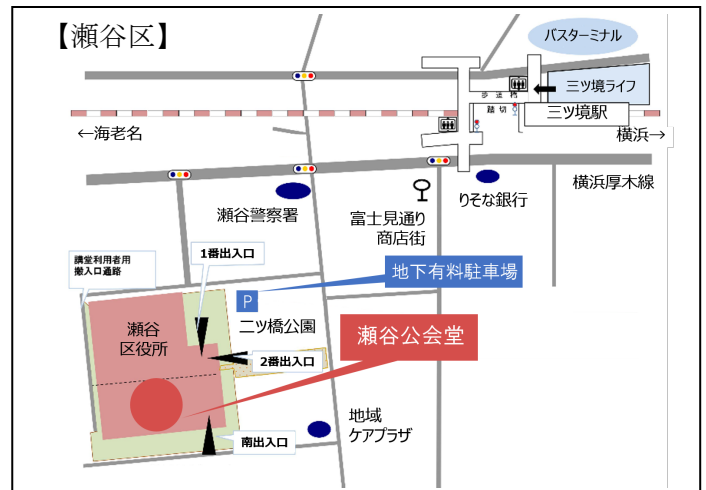 【瀬谷区】
バスターミナル
三ツ境ライフ
歩道橋
踏切
三ツ境駅
←海老名
横浜→
横浜厚木線
りそな銀行
瀬谷警察署
富士見通り
商店街
講堂利用者用
搬入口通路
1番出入口
地下有料駐車場
P
二ツ橋公園
瀬谷
区役所
瀬谷公会堂
2番出入口
地域
ケアプラザ
南出入口